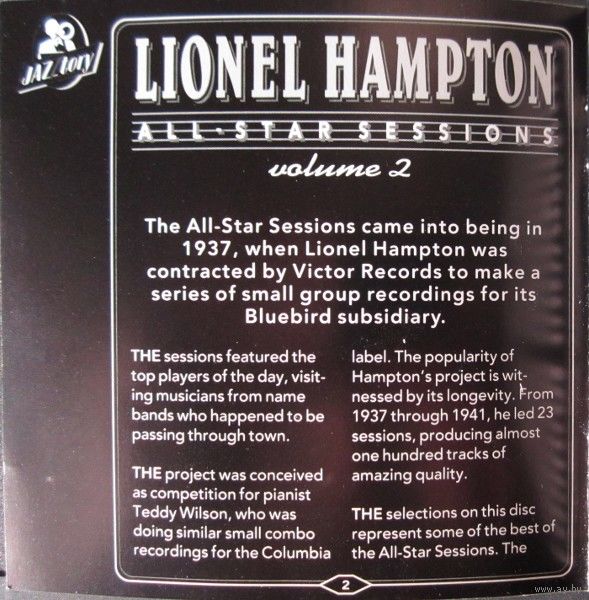 JAZ_tory
LIONEL HAMPTON
ALL-STAR SESSIONS
volume 2
The All-Star Sessions came into being in
1937, when Lionel Hampton was
contracted by Victor Records to make a
series of small group recordings for its
Bluebird subsidiary.
THE sessions featured the
top players of the day, visit-
ing musicians from name
bands who happened to be
passing through town.
THE project was conceived
as competition for pianist
Teddy Wilson, who was
doing similar small combo
recordings for the Columbia
label. The popularity of
Hampton's project is wit-
nessed by its longevity. From
1937 through 1941, he led 23
sessions, producing almost
one hundred tracks of
amazing quality.
THE selections on this disc
represent some of the best of
the All-Star Sessions. The
2
www.au.by